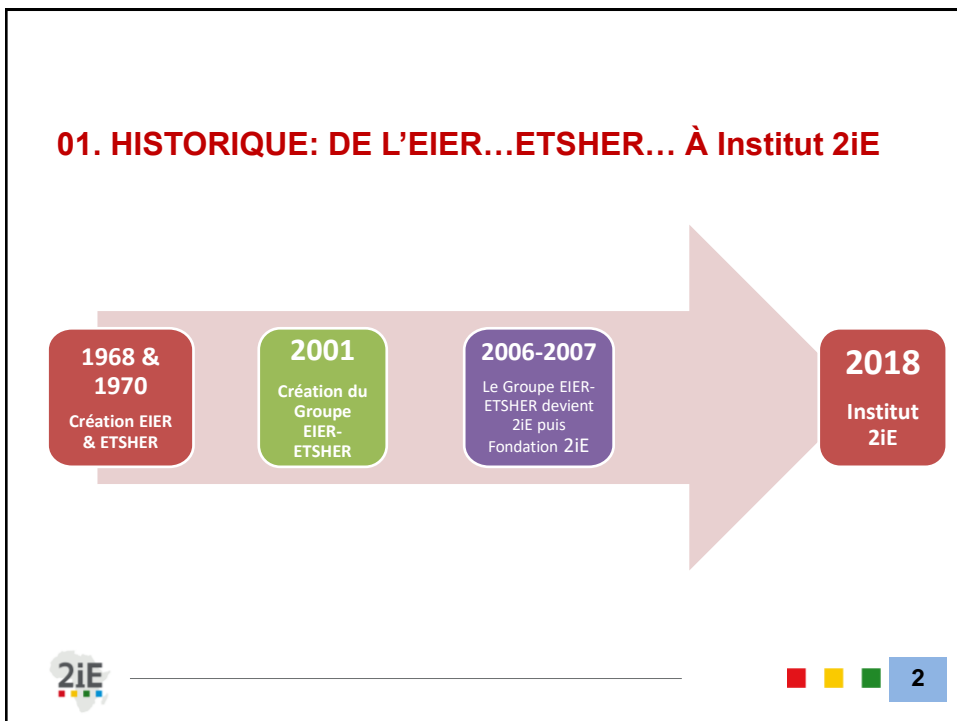 01. HISTORIQUE: DE L’EIER…ETSHER… À Institut 2iE
1968 &
1970
Création EIER
& ETSHER
2001
Création du
Groupe
EIER-
ETSHER
2006-2007
Le Groupe EIER-
ETSHER devient
2iE puis
Fondation 2iE
2018
Institut
2iE
2iE
2